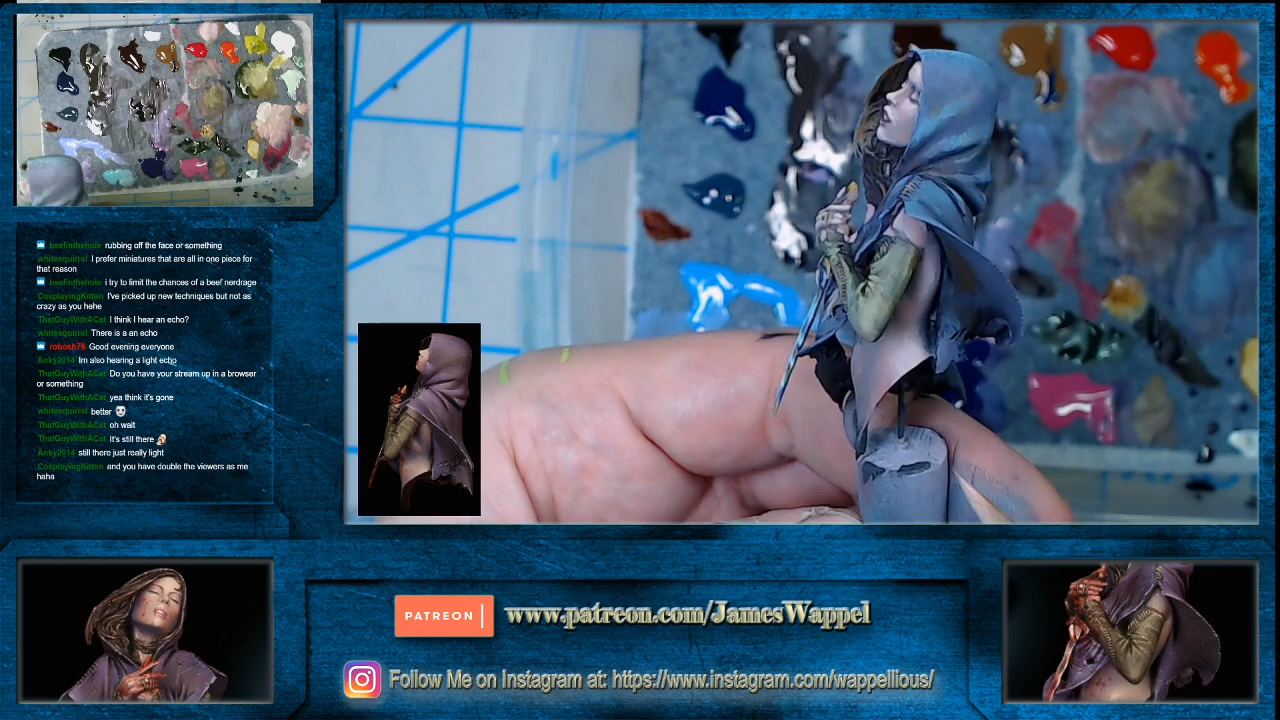 beefinthehole rubbing off the face or something
whitesquirrel I prefer miniatures that are all in one piece for
that reason
beefinthehole i try to limit the chances of a beef nerdrage
CosplayingKitten I've picked up new techniques but not as
crazy as you hehe
ThatGuyWithACat I think I hear an echo?
whitesquirrel There is a an echo
robosh76 Good evening everyone
Anky2014 Im also hearing a light echo
ThatGuyWithACat Do you have your stream up in a browser
or something
ThatGuyWithACat yea think it's gone
whitesquirrel better
ThatGuyWithACat oh wait
ThatGuyWithACat It's still there
Anky2014 still there just really light
CosplayingKitten and you have double the viewers as me
haha
PATREON
www.patreon.com/JamesWappel
Follow Me on Instagram at: https://www.instagram.com/wappellious/